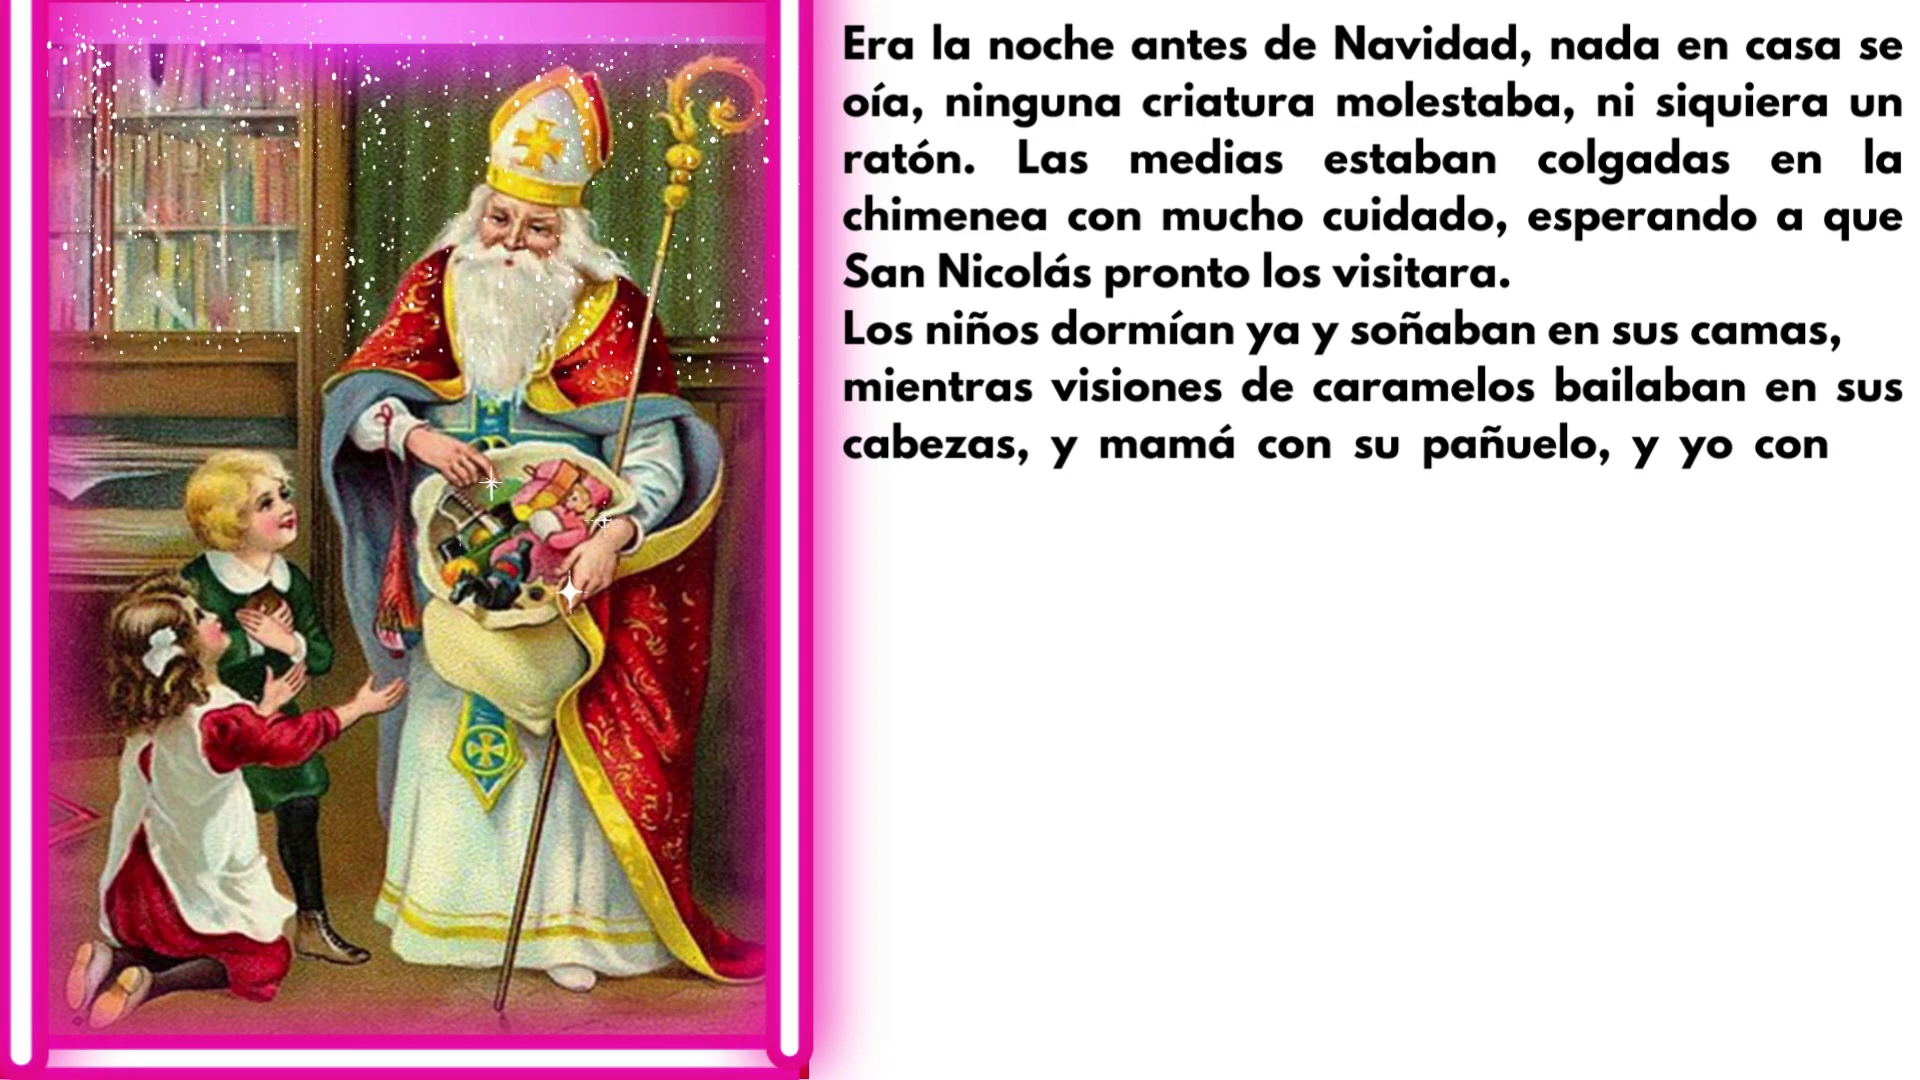 Era la noche antes de Navidad, nada en casa se
oía, ninguna criatura molestaba, ni siquiera un
ratón. Las medias estaban colgadas en la
chimenea con mucho cuidado, esperando a que
San Nicolás pronto los visitara.
Los niños dormían ya y soñaban en sus camas,
mientras visiones de caramelos bailaban en sus
cabezas, y mamá con su pañuelo, y yo con